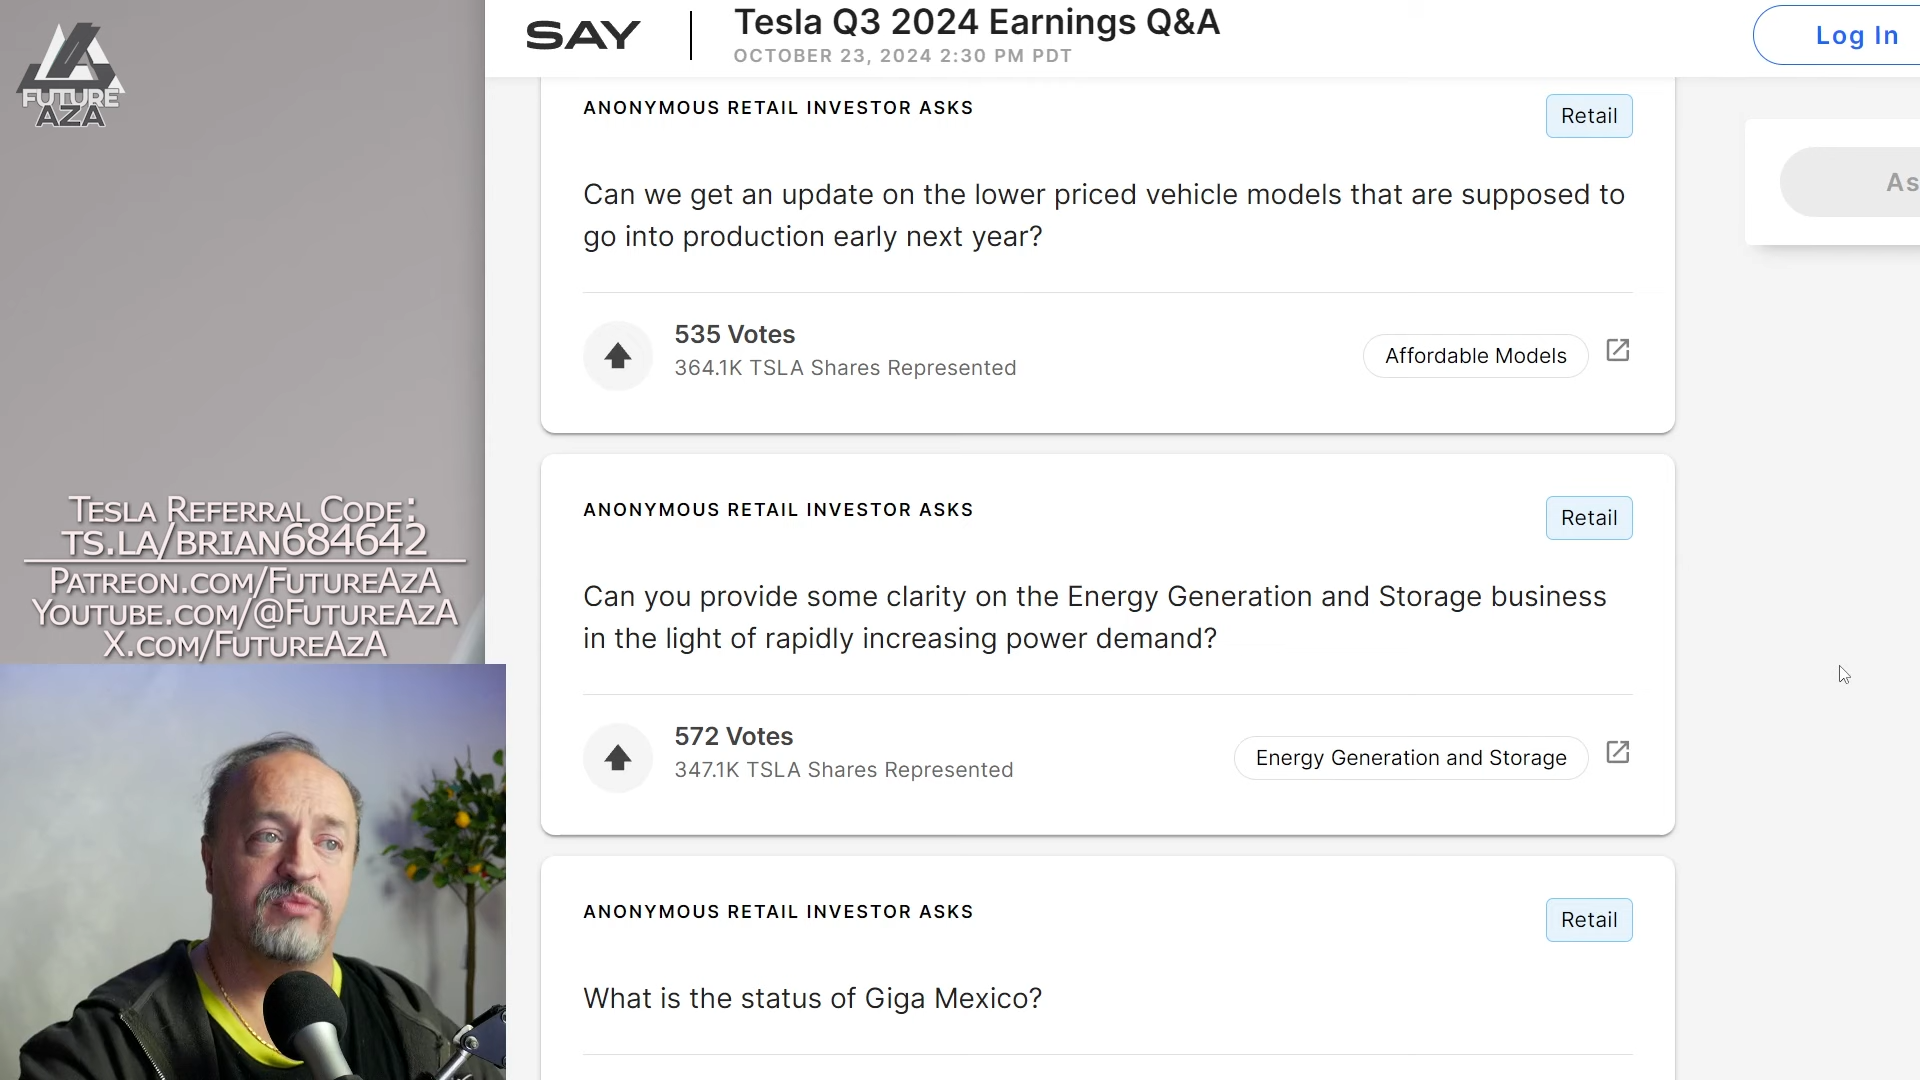 FUTURE
AZA
TESLA REFERRAL CODE:
TS.LA/BRIAN684642
PATREON.COM/FUTUREAZA
YOUTUBE.COM/@FUTUREAZA
X.COM/FUTUREAZA
SAY
Tesla Q3 2024 Earnings Q&A
OCTOBER 23, 2024 2:30 PM PDT
Log In
As
ANONYMOUS RETAIL INVESTOR ASKS
Retail
Can we get an update on the lower priced vehicle models that are supposed to
go into production early next year?
535 Votes
364.1K TSLA Shares Represented
Affordable Models
ANONYMOUS RETAIL INVESTOR ASKS
Retail
Can you provide some clarity on the Energy Generation and Storage business
in the light of rapidly increasing power demand?
572 Votes
347.1K TSLA Shares Represented
Energy Generation and Storage
ANONYMOUS RETAIL INVESTOR ASKS
Retail
What is the status of Giga Mexico?